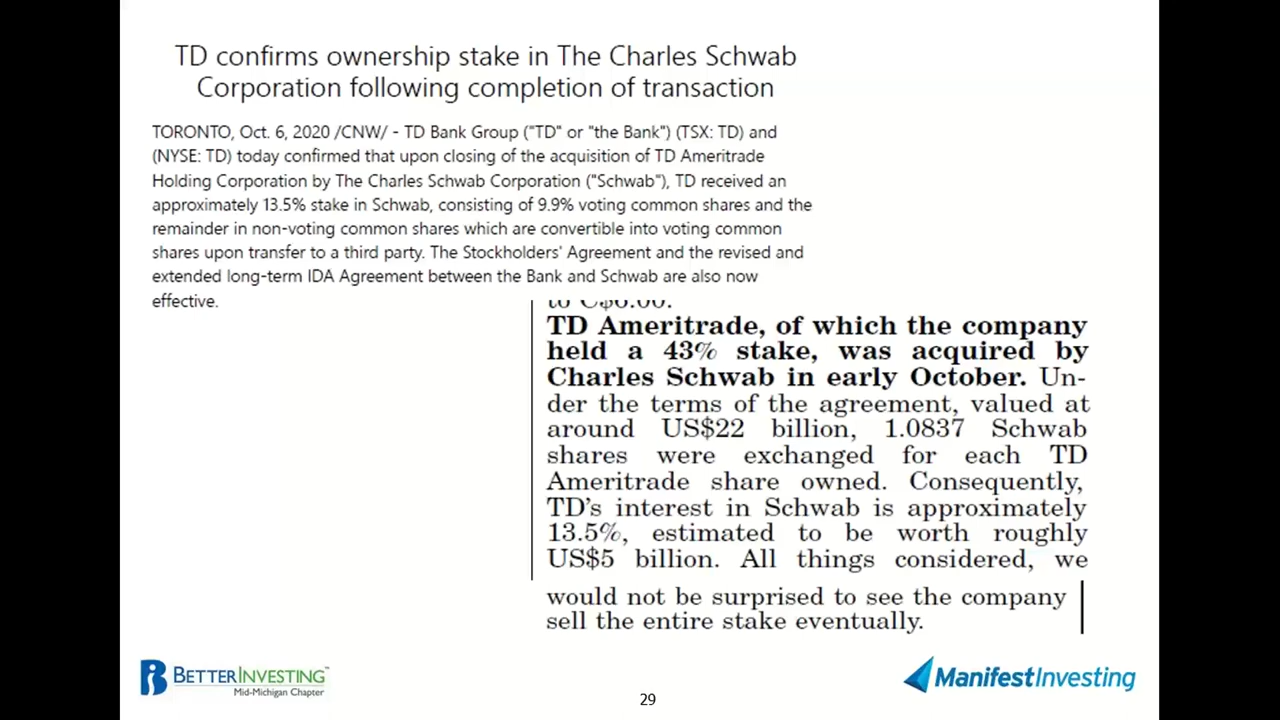 TD confirms ownership stake in The Charles Schwab
Corporation following completion of transaction
TORONTO, Oct. 6, 2020 /CNW/ - TD Bank Group ("TD" or "the Bank") (TSX: TD) and
(NYSE: TD) today confirmed that upon closing of the acquisition of TD Ameritrade
Holding Corporation by The Charles Schwab Corporation ("Schwab"), TD received an
approximately 13.5% stake in Schwab, consisting of 9.9% voting common shares and the
remainder in non-voting common shares which are convertible into voting common
shares upon transfer to a third party. The Stockholders' Agreement and the revised and
extended long-term IDA Agreement between the Bank and Schwab are also now
effective.
to C$6.00.
TD Ameritrade, of which the company
held a 43% stake, was acquired by
Charles Schwab in early October. Un-
der the terms of the agreement, valued at
around US$22 billion, 1.0837 Schwab
shares were exchanged for each TD
Ameritrade share owned. Consequently,
TD's interest in Schwab is approximately
13.5%, estimated to be worth roughly
US$5 billion. All things considered, we
would not be surprised to see the company
sell the entire stake eventually.
BETTERINVESTING™
Mid-Michigan Chapter
29
ManifestInvesting